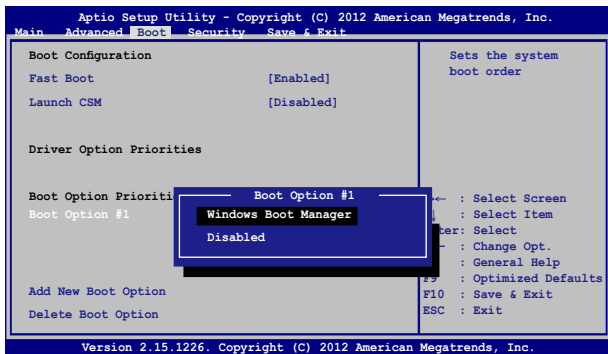 Aptio Setup Utility - Copyright (C) 2012 American Megatrends, Inc.
Main Advanced Boot Security Save & Exit
Boot Configuration
Fast Boot [Enabled]
Launch CSM [Disabled]
Driver Option Priorities
Boot Option Prioriti
Boot Option #1
Add New Boot Option
Delete Boot Option
Boot Option #1
Windows Boot Manager
Disabled
Sets the system
boot order
←: Select Screen
: Select Item
ter: Select
: Change Opt.
: General Help
F9 : Optimized Defaults
F10 : Save & Exit
ESC : Exit
Version 2.15.1226. Copyright (C) 2012 American Megatrends, Inc.